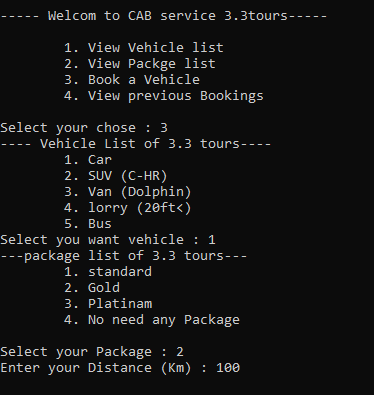 ----- Welcom to CAB service 3.3tours-----
1. View Vehicle list
2. View Packge list
3. Book a Vehicle
4. View previous Bookings
Select your chose : 3
---- Vehicle List of 3.3 tours----
1. Car
2. SUV (C-HR)
3. Van (Dolphin)
4. lorry (20ft<)
5. Bus
Select you want vehicle : 1
---package list of 3.3 tours---
1. standard
2. Gold
3. Platinam
4. No need any Package
Select your Package : 2
Enter your Distance (Km) : 100